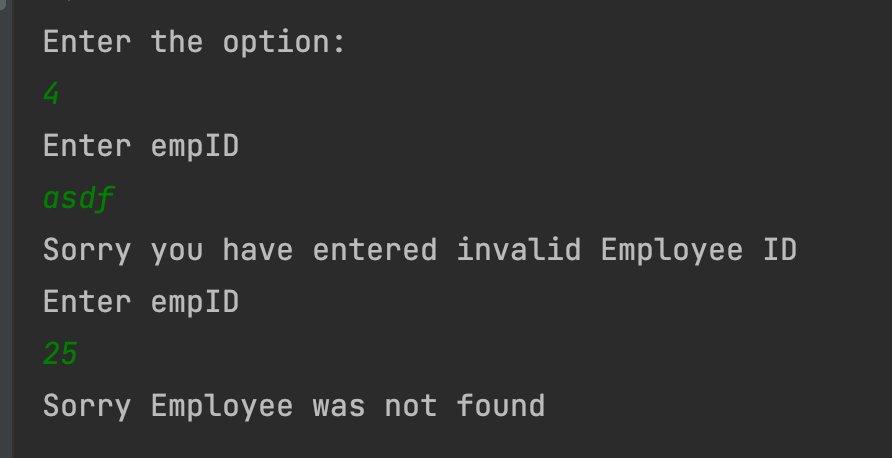 Enter the option:
4
Enter empID
asdf
Sorry you have entered invalid Employee ID
Enter empID
25
Sorry Employee was not found